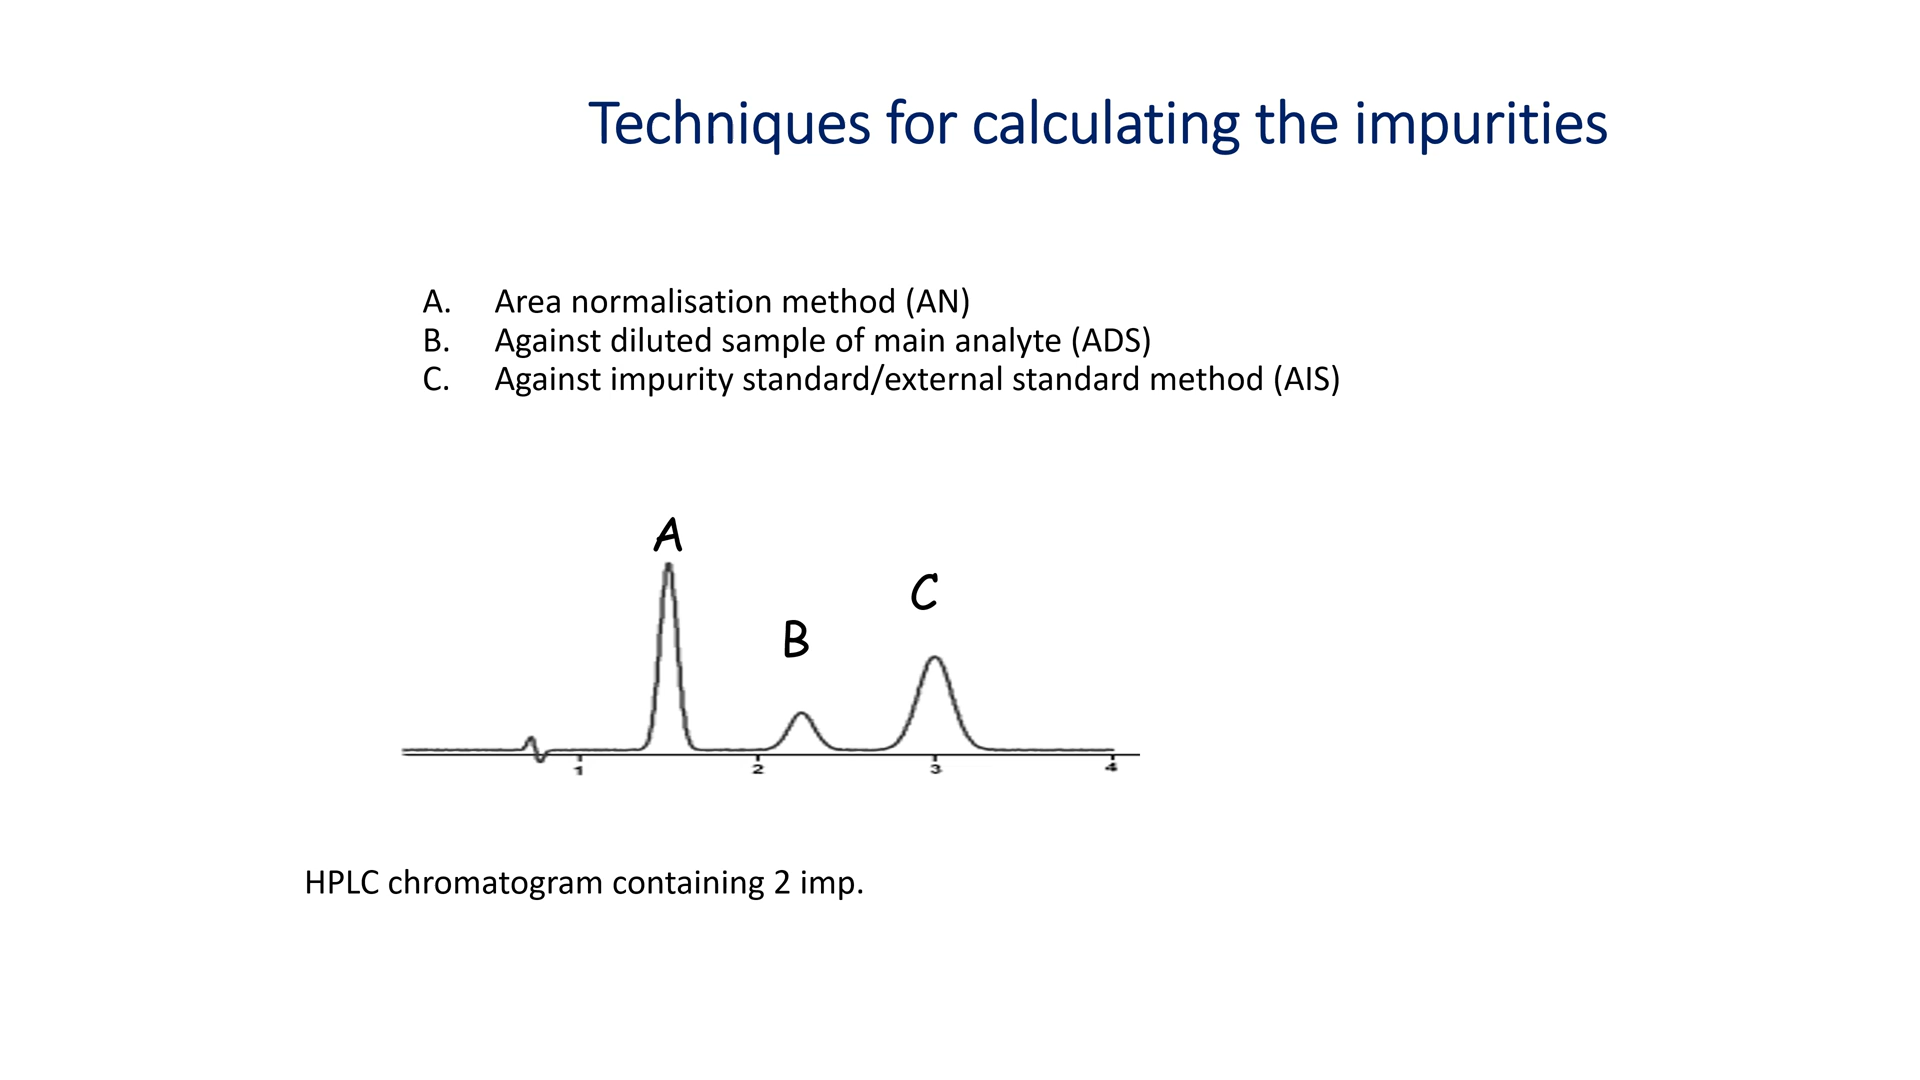 Techniques for calculating the impurities
A. Area normalisation method (AN)
B. Against diluted sample of main analyte (ADS)
C. Against impurity standard/external standard method (AIS)
A
C
B
1 2 3 4
HPLC chromatogram containing 2 imp.